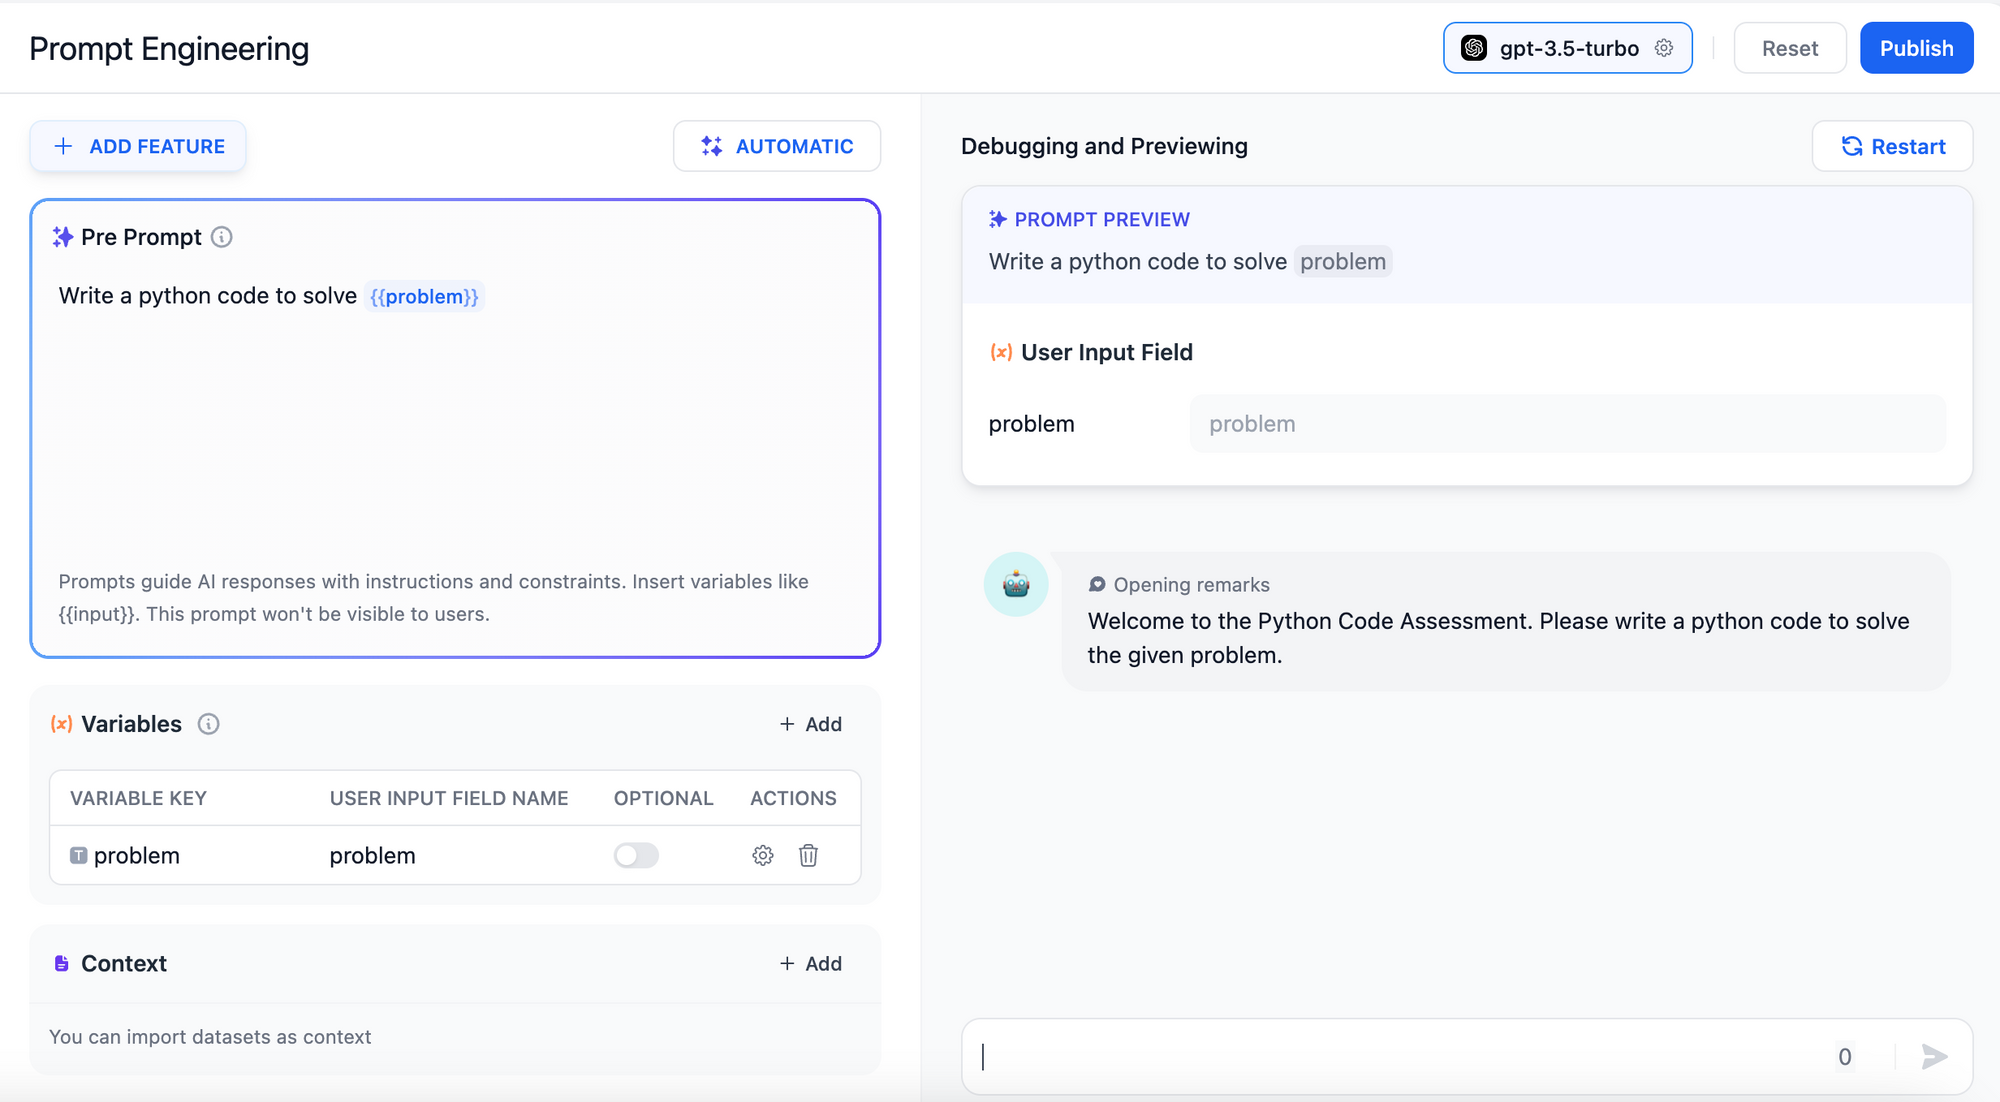 Prompt Engineering
gpt-3.5-turbo
Reset
Publish
ADD FEATURE
AUTOMATIC
Pre Prompt
Write a python code to solve {{problem}}
Prompts guide AI responses with instructions and constraints. Insert variables like
{{input}}. This prompt won't be visible to users.
(x) Variables
+ Add
VARIABLE KEY USER INPUT FIELD NAME OPTIONAL ACTIONS
T problem problem
Context
+ Add
You can import datasets as context
Debugging and Previewing
Restart
PROMPT PREVIEW
Write a python code to solve problem
(x) User Input Field
problem problem
Opening remarks
Welcome to the Python Code Assessment. Please write a python code to solve
the given problem.
0